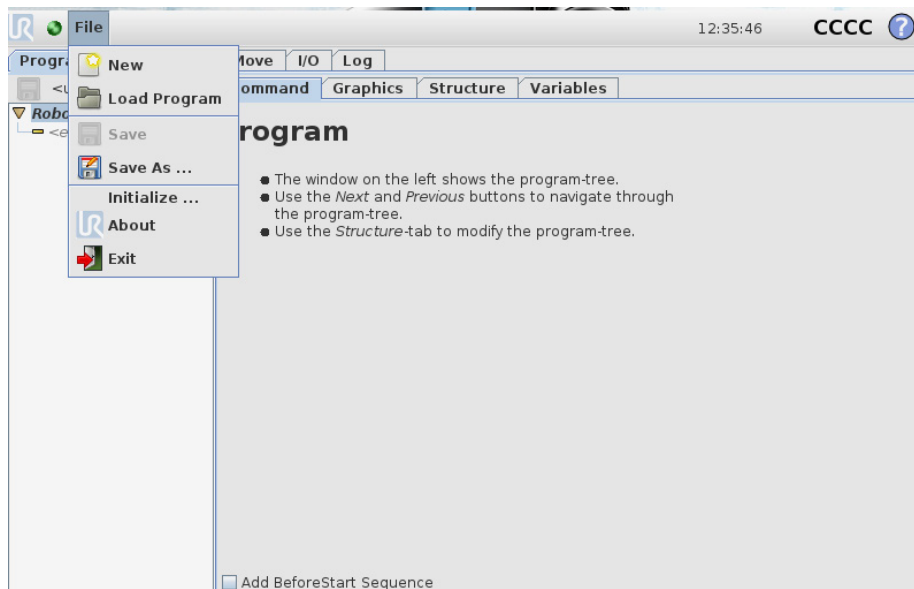 File
12:35:46
CCCC
?
Progr
Move
I/O
Log
New
Load Program
Save
Save As ...
Initialize ...
About
Exit
<u
Robo
<e
ommand
Graphics
Structure
Variables
rogram
The window on the left shows the program-tree.
Use the Next and Previous buttons to navigate through
the program-tree.
Use the Structure-tab to modify the program-tree.
Add BeforeStart Sequence